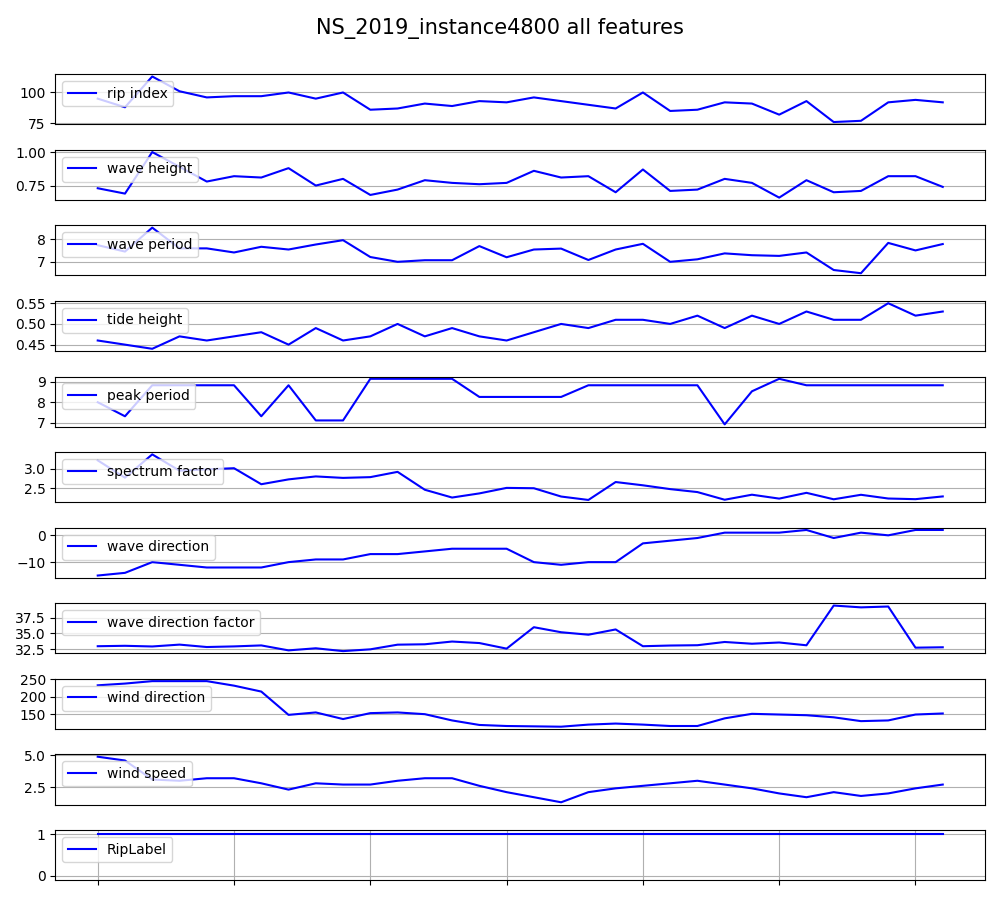 NS_2019_instance4800 all features
100
75
rip index
1.00
0.75
wave height
8
7
wave period
0.55
0.50
0.45
tide height
9
8
7
peak period
3.0
2.5
spectrum factor
0
−10
wave direction
37.5
35.0
32.5
wave direction factor
250
200
150
wind direction
5.0
2.5
wind speed
1
0
RipLabel